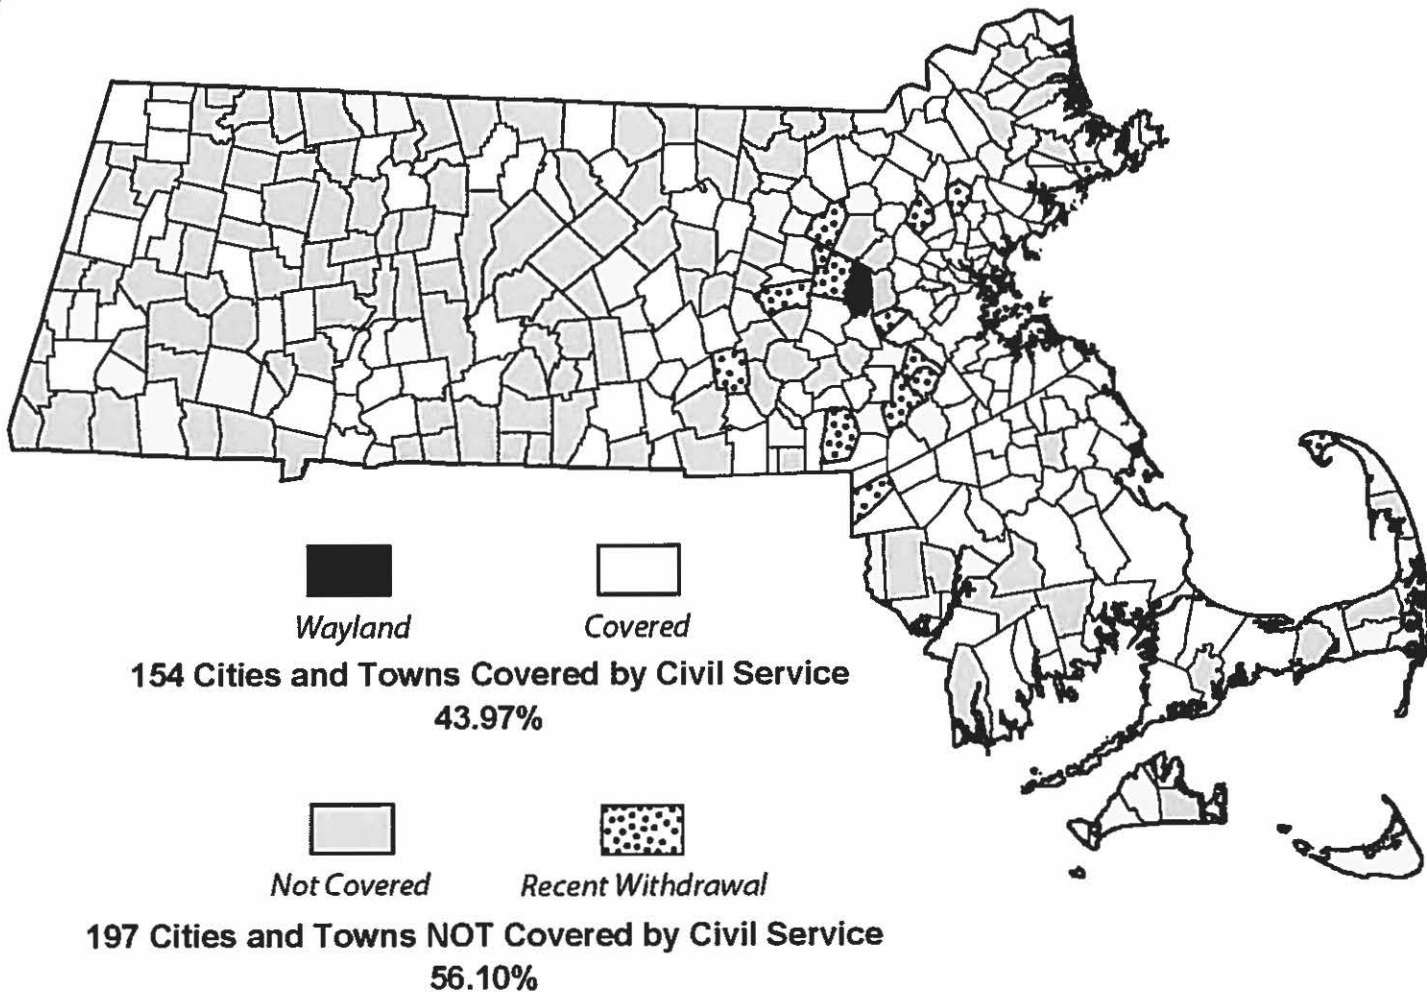 Wayland
Covered
154 Cities and Towns Covered by Civil Service
43.97%
Not Covered
Recent Withdrawal
197 Cities and Towns NOT Covered by Civil Service
56.10%